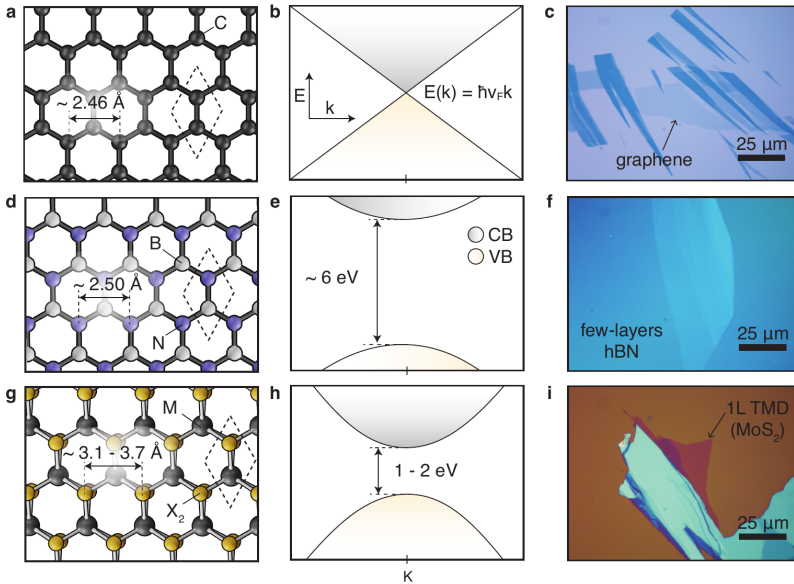 a
C
~ 2.46 Å
b
E
k
E(k) = ħv_Fk
c
graphene
25 µm
d
B
~ 2.50 Å
N
e
CB
VB
~ 6 eV
f
few-layers
hBN
25 µm
g
M
~ 3.1 - 3.7 Å
X₂
h
1 - 2 eV
K
i
1L TMD
(MoS₂)
25 µm